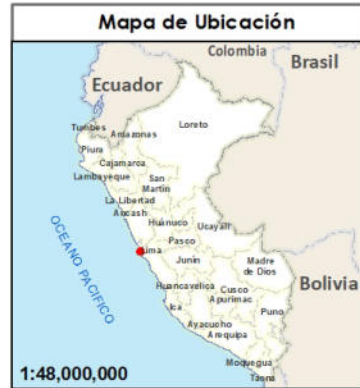 Mapa de Ubicación
Colombia
Brasil
Ecuador
Loreto
Tumbes
Amazonas
Piura
Cajamarca
Lambayeque
San
Martin
La Libertad
Ancash
Huánuco
Ucayali
Pasco
Lima
Junín
Madre
de Dios
OCEANO PACIFICO
Huancavelica
Cusco
Apurimac
Bolivia
Ica
Puno
Ayacucho
Arequipa
Moquegua
Tacna
1:48,000,000